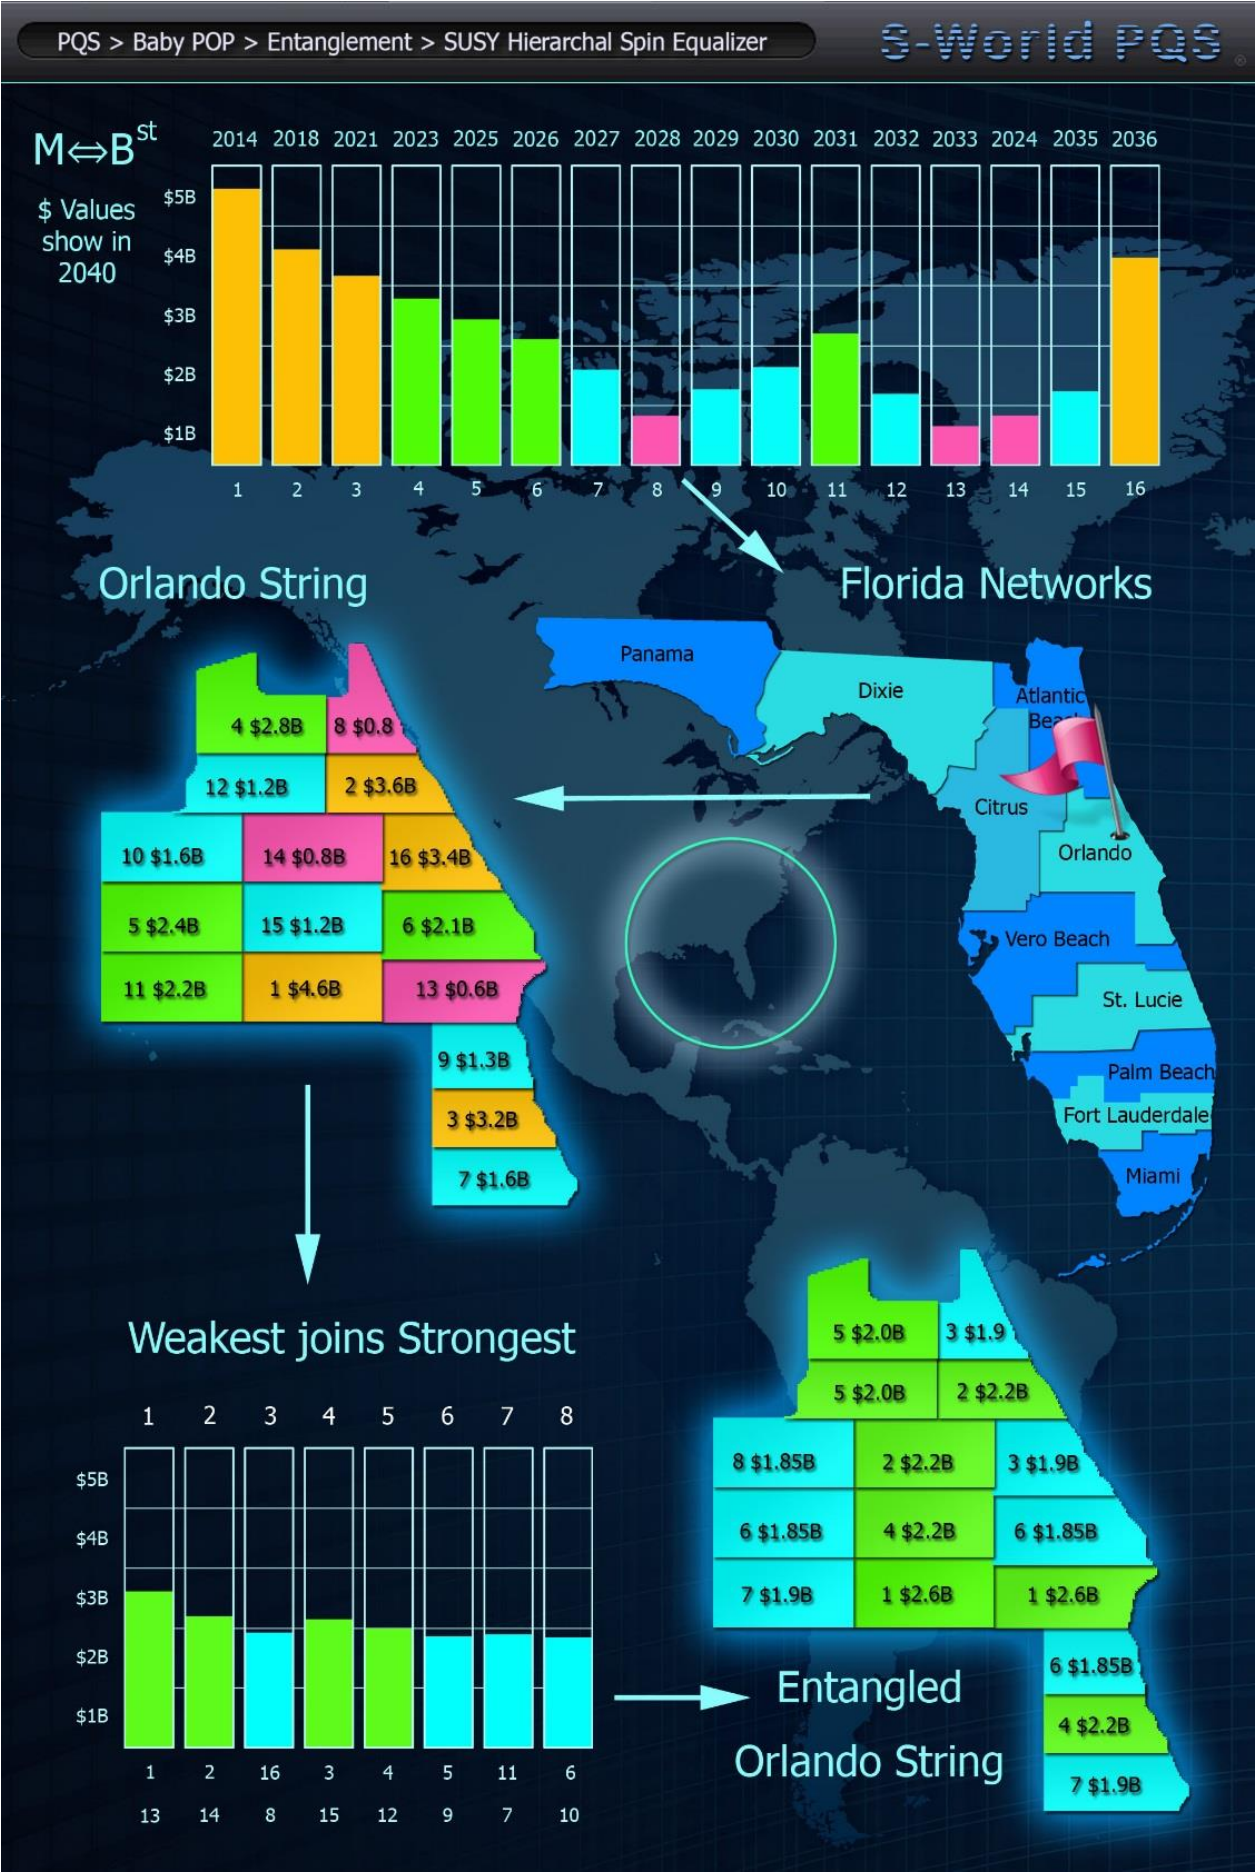 PQS > Baby POP > Entanglement > SUSY Hierarchal Spin Equalizer
S-World PQS ®
M⇔B st
$ Values
show in
2040
2014 2018 2021 2023 2025 2026 2027 2028 2029 2030 2031 2032 2033 2024 2035 2036
$5B
$4B
$3B
$2B
$1B
1 2 3 4 5 6 7 8 9 10 11 12 13 14 15 16
Orlando String
4 $2.8B 8 $0.8
12 $1.2B 2 $3.6B
10 $1.6B 14 $0.8B 16 $3.4B
5 $2.4B 15 $1.2B 6 $2.1B
11 $2.2B 1 $4.6B 13 $0.6B
9 $1.3B
3 $3.2B
7 $1.6B
Florida Networks
Panama
Dixie
Atlantic
Beach
Citrus
Orlando
Vero Beach
St. Lucie
Palm Beach
Fort Lauderdale
Miami
Weakest joins Strongest
1 2 3 4 5 6 7 8
$5B
$4B
$3B
$2B
$1B
1 2 16 3 4 5 11 6
13 14 8 15 12 9 7 10
5 $2.0B 3 $1.9
5 $2.0B 2 $2.2B
8 $1.85B 2 $2.2B 3 $1.9B
6 $1.85B 4 $2.2B 6 $1.85B
7 $1.9B 1 $2.6B 1 $2.6B
6 $1.85B
4 $2.2B
7 $1.9B
Entangled
Orlando String